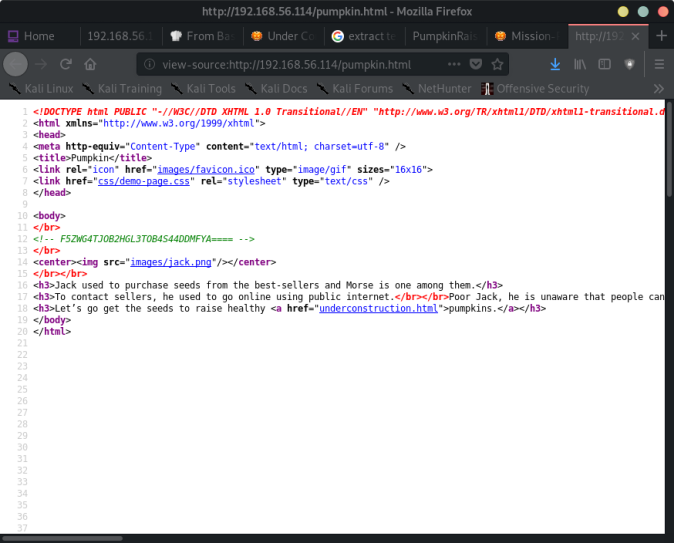 http://192.168.56.114/pumpkin.html - Mozilla Firefox
Home 192.168.56.1 From Bas Under Co extract te PumpkinRais Mission- http://192
view-source:http://192.168.56.114/pumpkin.html
Kali Linux Kali Training Kali Tools Kali Docs Kali Forums NetHunter Offensive Security
1 <!DOCTYPE html PUBLIC "-//W3C//DTD XHTML 1.0 Transitional//EN" "http://www.w3.org/TR/xhtml1/DTD/xhtml1-transitional.d
2 <html xmlns="http://www.w3.org/1999/xhtml">
3 <head>
4 <meta http-equiv="Content-Type" content="text/html; charset=utf-8" />
5 <title>Pumpkin</title>
6 <link rel="icon" href="images/favicon.ico" type="image/gif" sizes="16x16">
7 <link href="css/demo-page.css" rel="stylesheet" type="text/css" />
8 </head>
9
10 <body>
11 </br>
12 <!-- F5ZWG4TJOB2HGL3TOB4S44DDMFYA==== -->
13 </br>
14 <center><img src="images/jack.png"/></center>
15 </br></br>
16 <h3>Jack used to purchase seeds from the best-sellers and Morse is one among them.</h3>
17 <h3>To contact sellers, he used to go online using public internet.</br></br>Poor Jack, he is unaware that people can
18 <h3>Let’s go get the seeds to raise healthy <a href="underconstruction.html">pumpkins.</a></h3>
19 </body>
20 </html>
21
22
23
24
25
26
27
28
29
30
31
32
33
34
35
36
37